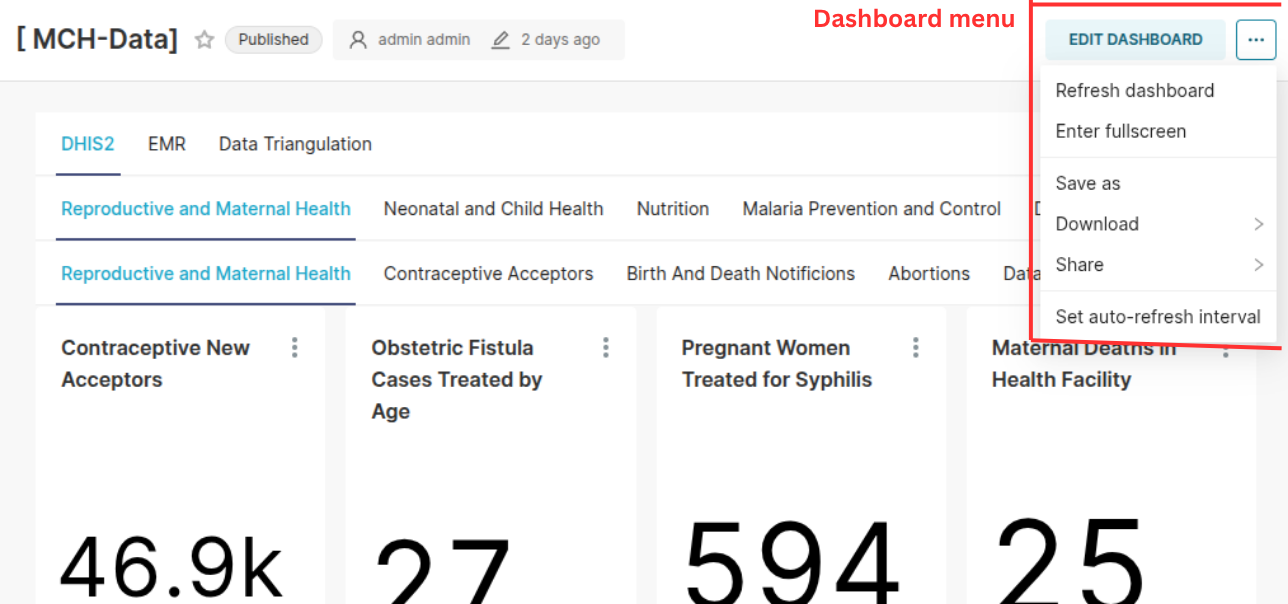 [ MCH-Data]
Published
admin admin
2 days ago
Dashboard menu
EDIT DASHBOARD
...
Refresh dashboard
Enter fullscreen
Save as
Download
Share
Set auto-refresh interval
DHIS2 EMR Data Triangulation
Reproductive and Maternal Health Neonatal and Child Health Nutrition Malaria Prevention and Control
Reproductive and Maternal Health Contraceptive Acceptors Birth And Death Notificions Abortions Data
Contraceptive New
Acceptors
46.9k
Obstetric Fistula
Cases Treated by
Age
27
Pregnant Women
Treated for Syphilis
594
Maternal Deaths in
Health Facility
25